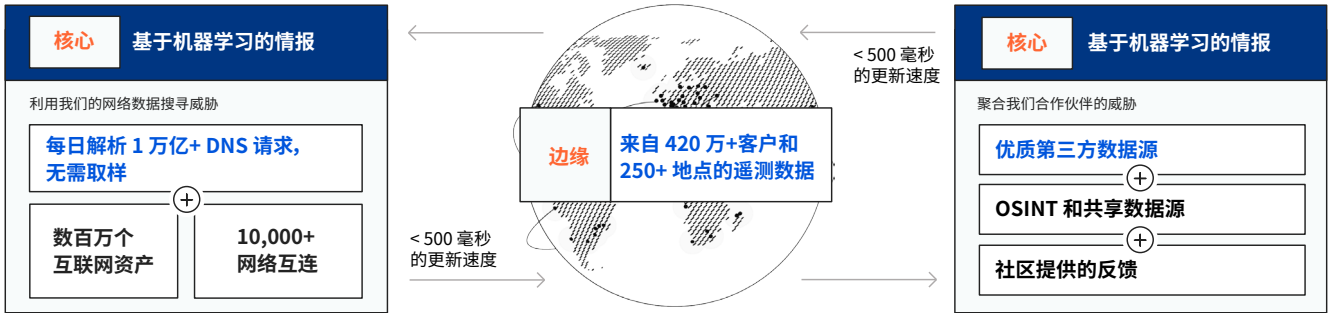 核心
基于机器学习的情报
利用我们的网络数据搜寻威胁
每日解析 1 万亿+ DNS 请求,
无需取样
数百万个
互联网资产
10,000+
网络互连
< 500 毫秒
的更新速度
边缘
来自 420 万+客户和
250+ 地点的遥测数据
< 500 毫秒
的更新速度
核心
基于机器学习的情报
聚合我们合作伙伴的威胁
优质第三方数据源
OSINT 和共享数据源
社区提供的反馈